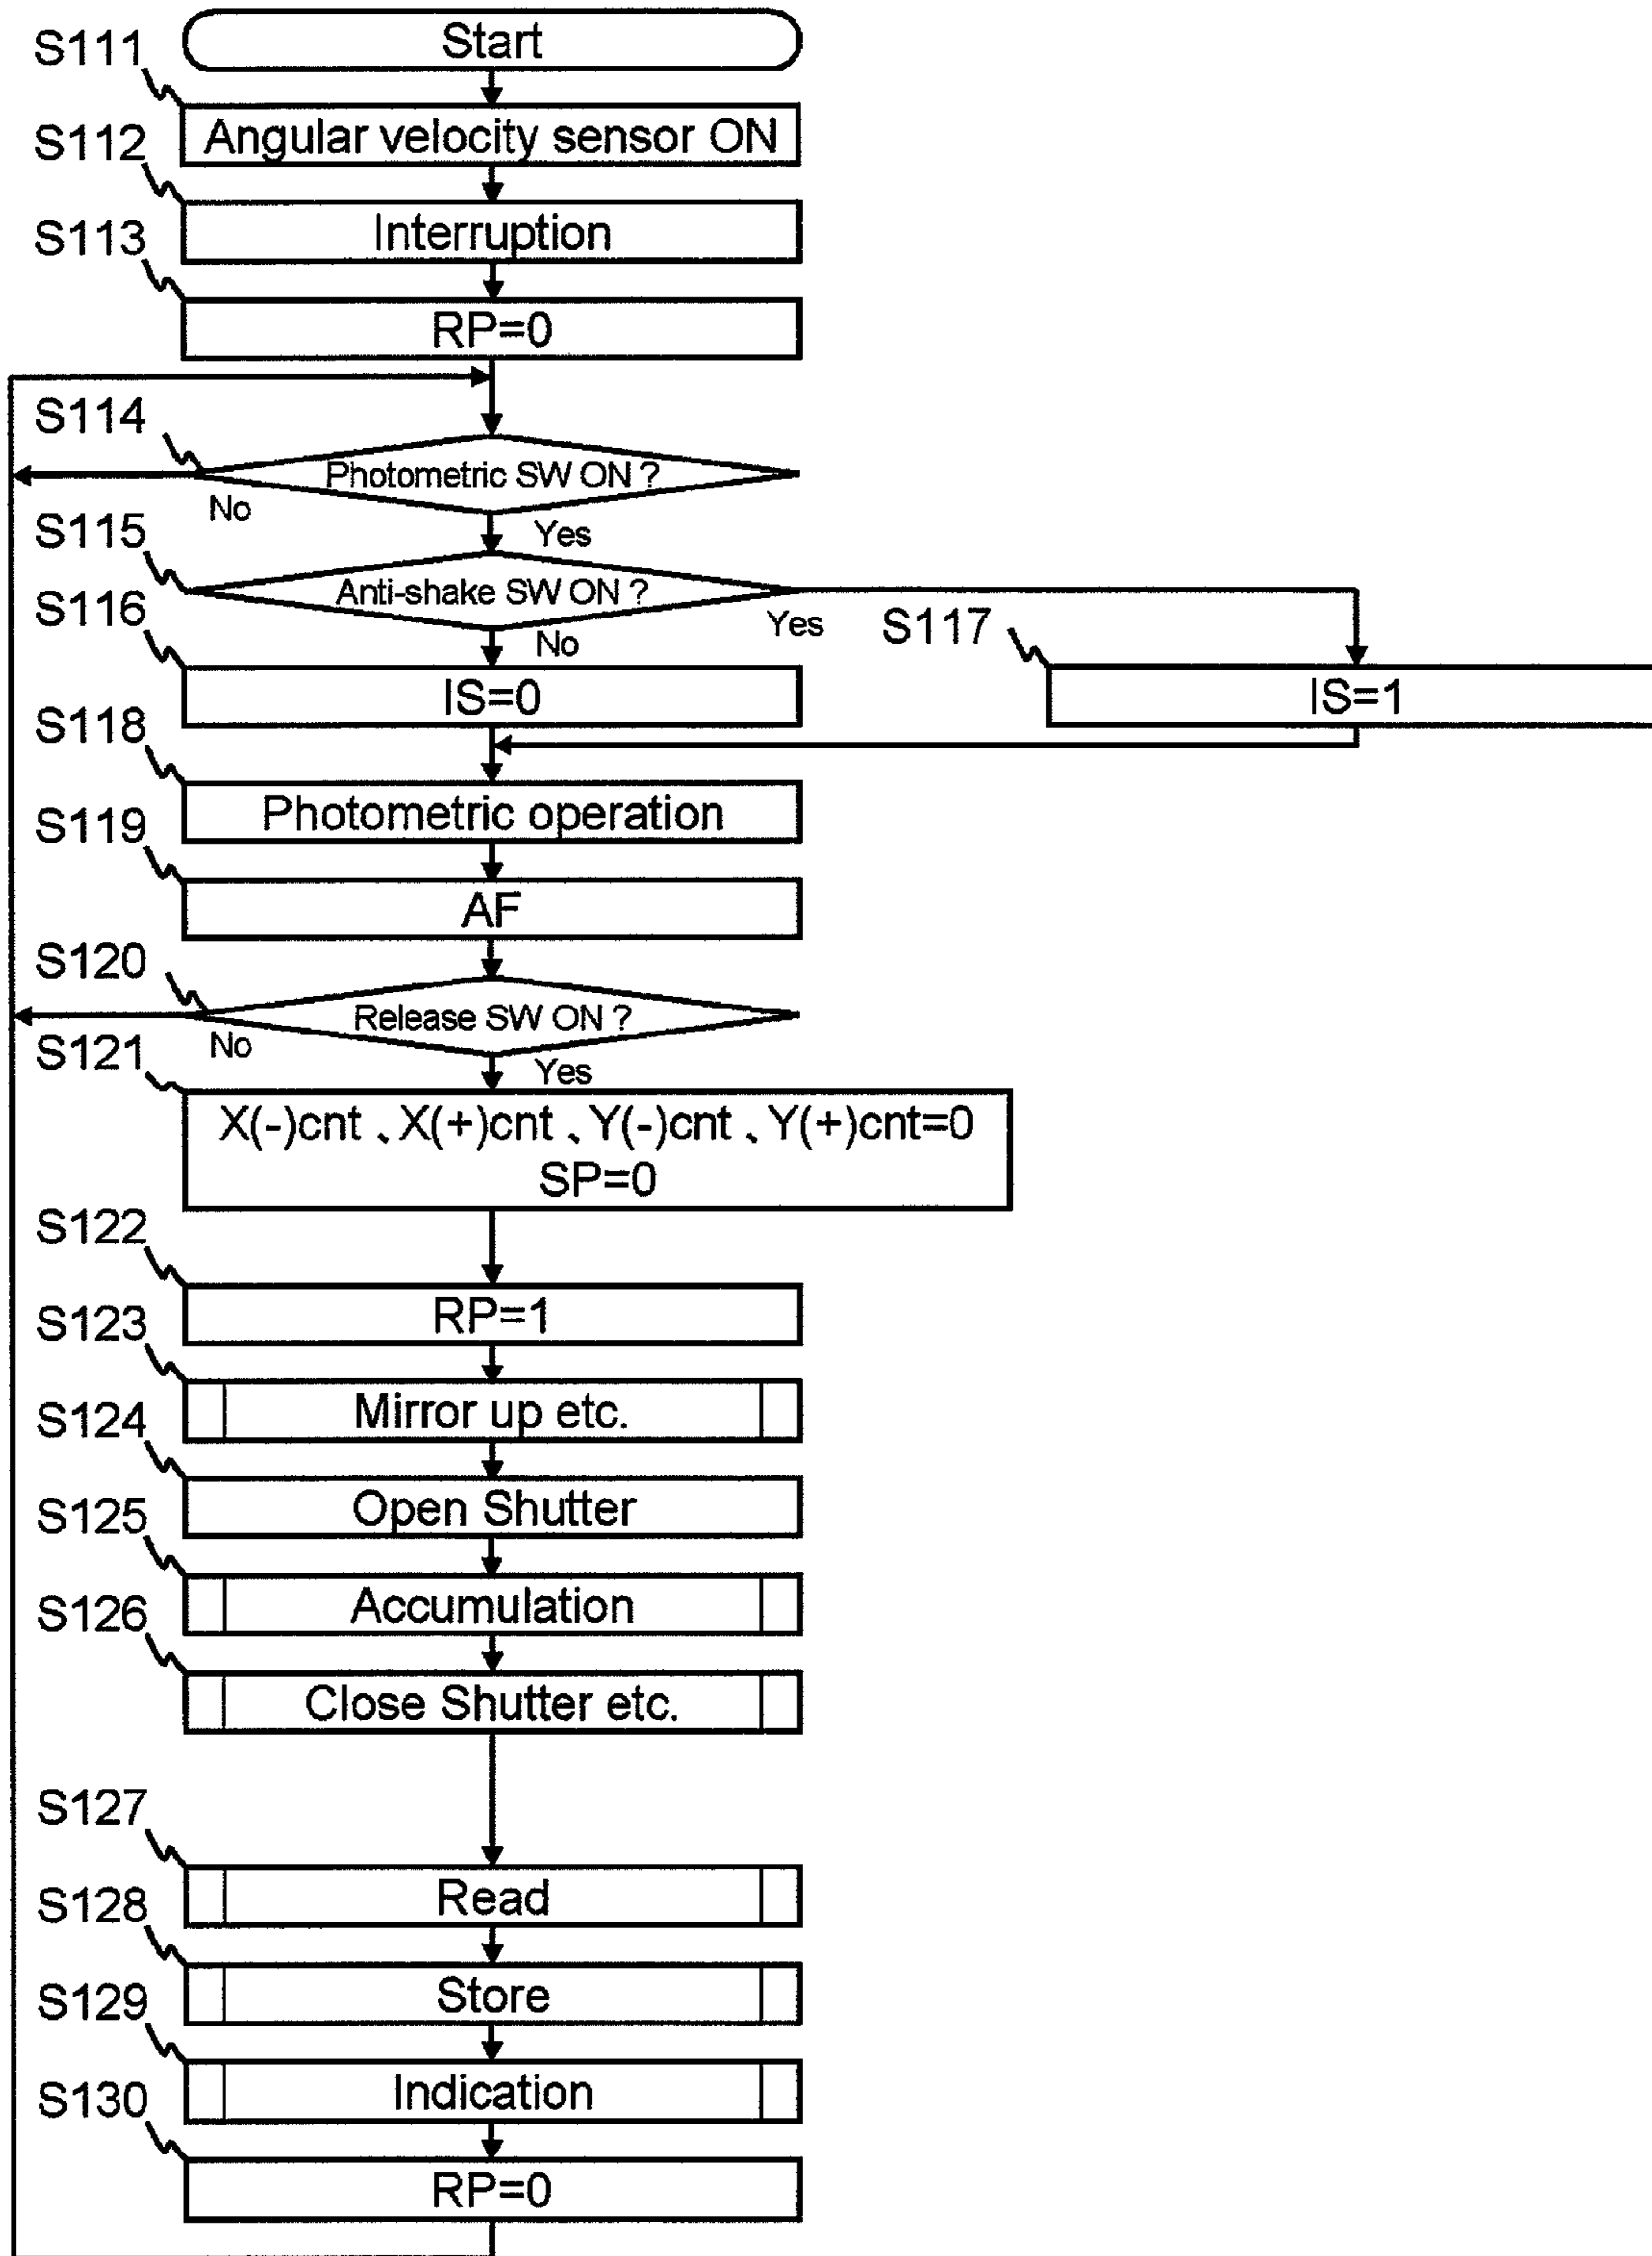 Start
S111
Angular velocity sensor ON
S112
Interruption
S113
RP=0
S114
Photometric SW ON ?
No
Yes
S115
Anti-shake SW ON ?
Yes
No
S116
IS=0
S117
IS=1
S118
Photometric operation
S119
AF
S120
Release SW ON ?
No
Yes
S121
X(-)cnt 、X(+)cnt 、Y(-)cnt 、Y(+)cnt=0
SP=0
S122
RP=1
S123
Mirror up etc.
S124
Open Shutter
S125
Accumulation
S126
Close Shutter etc.
S127
Read
S128
Store
S129
Indication
S130
RP=0